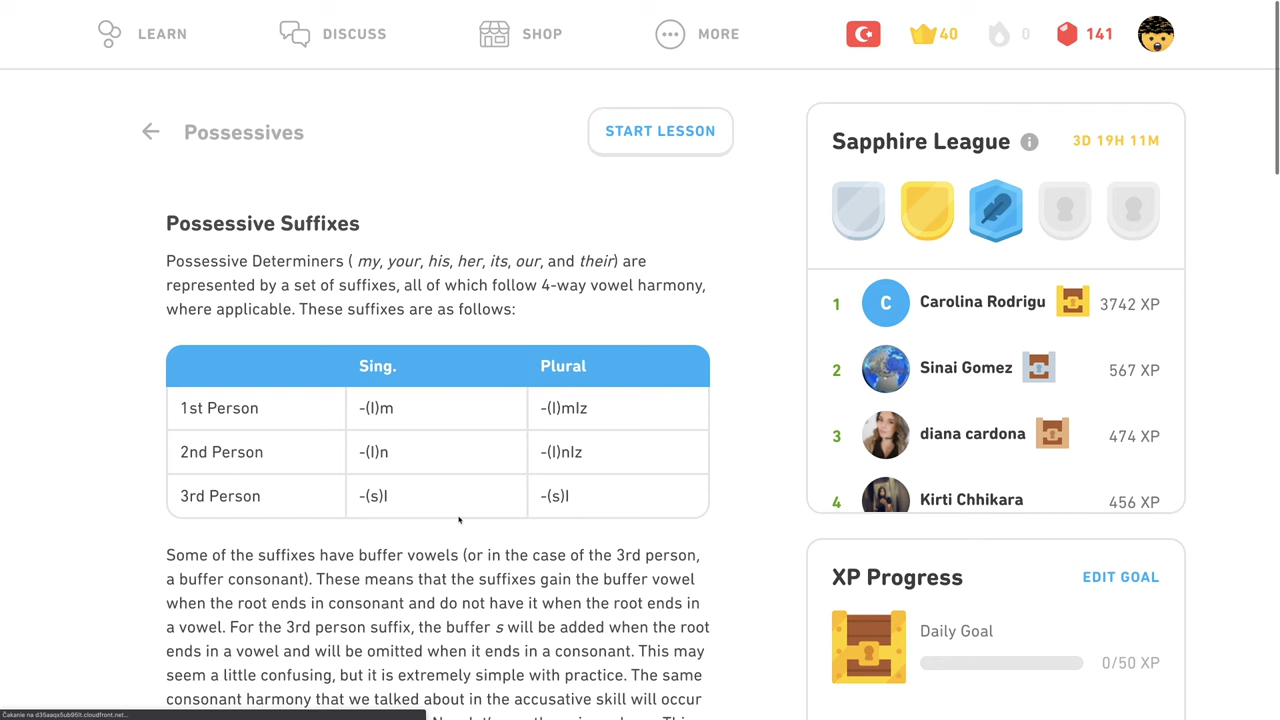 LEARN DISCUSS SHOP MORE 40 0 141
Possessives START LESSON
Possessive Suffixes
Possessive Determiners ( my, your, his, her, its, our, and their) are
represented by a set of suffixes, all of which follow 4-way vowel harmony,
where applicable. These suffixes are as follows:
Sing. Plural
1st Person -(I)m -(I)mIz
2nd Person -(I)n -(I)nIz
3rd Person -(s)I -(s)I
Some of the suffixes have buffer vowels (or in the case of the 3rd person,
a buffer consonant). These means that the suffixes gain the buffer vowel
when the root ends in consonant and do not have it when the root ends in
a vowel. For the 3rd person suffix, the buffer s will be added when the root
ends in a vowel and will be omitted when it ends in a consonant. This may
seem a little confusing, but it is extremely simple with practice. The same
consonant harmony that we talked about in the accusative skill will occur
Sapphire League 3D 19H 11M
1 C Carolina Rodrigu 3742 XP
2 Sinai Gomez 567 XP
3 diana cardona 474 XP
4 Kirti Chhikara 456 XP
XP Progress EDIT GOAL
Daily Goal
0/50 XP